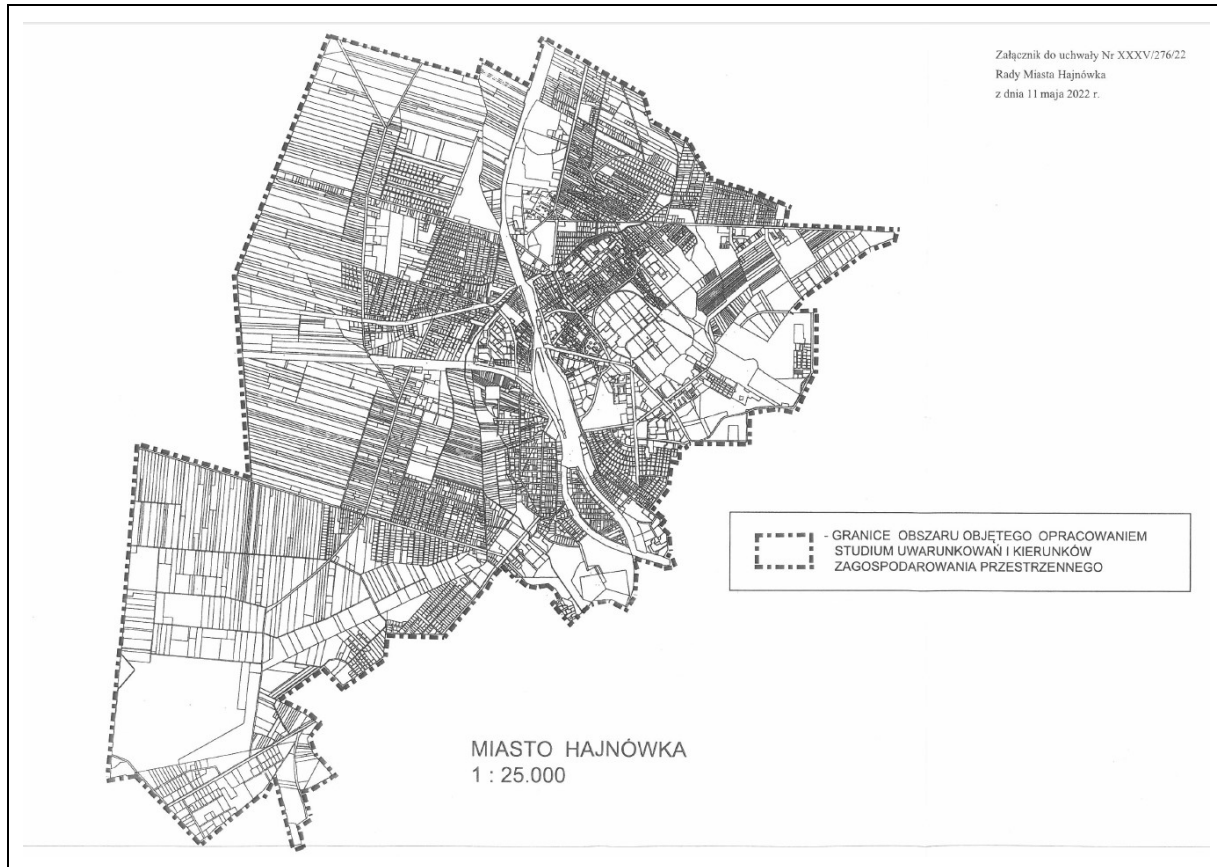 Załącznik do uchwały Nr XXXV/276/22
Rady Miasta Hajnówka
z dnia 11 maja 2022 r.
- GRANICE OBSZARU OBJĘTEGO OPRACOWANIEM
STUDIUM UWARUNKOWAŃ I KIERUNKÓW
ZAGOSPODAROWANIA PRZESTRZENNEGO
MIASTO HAJNÓWKA
1 : 25.000